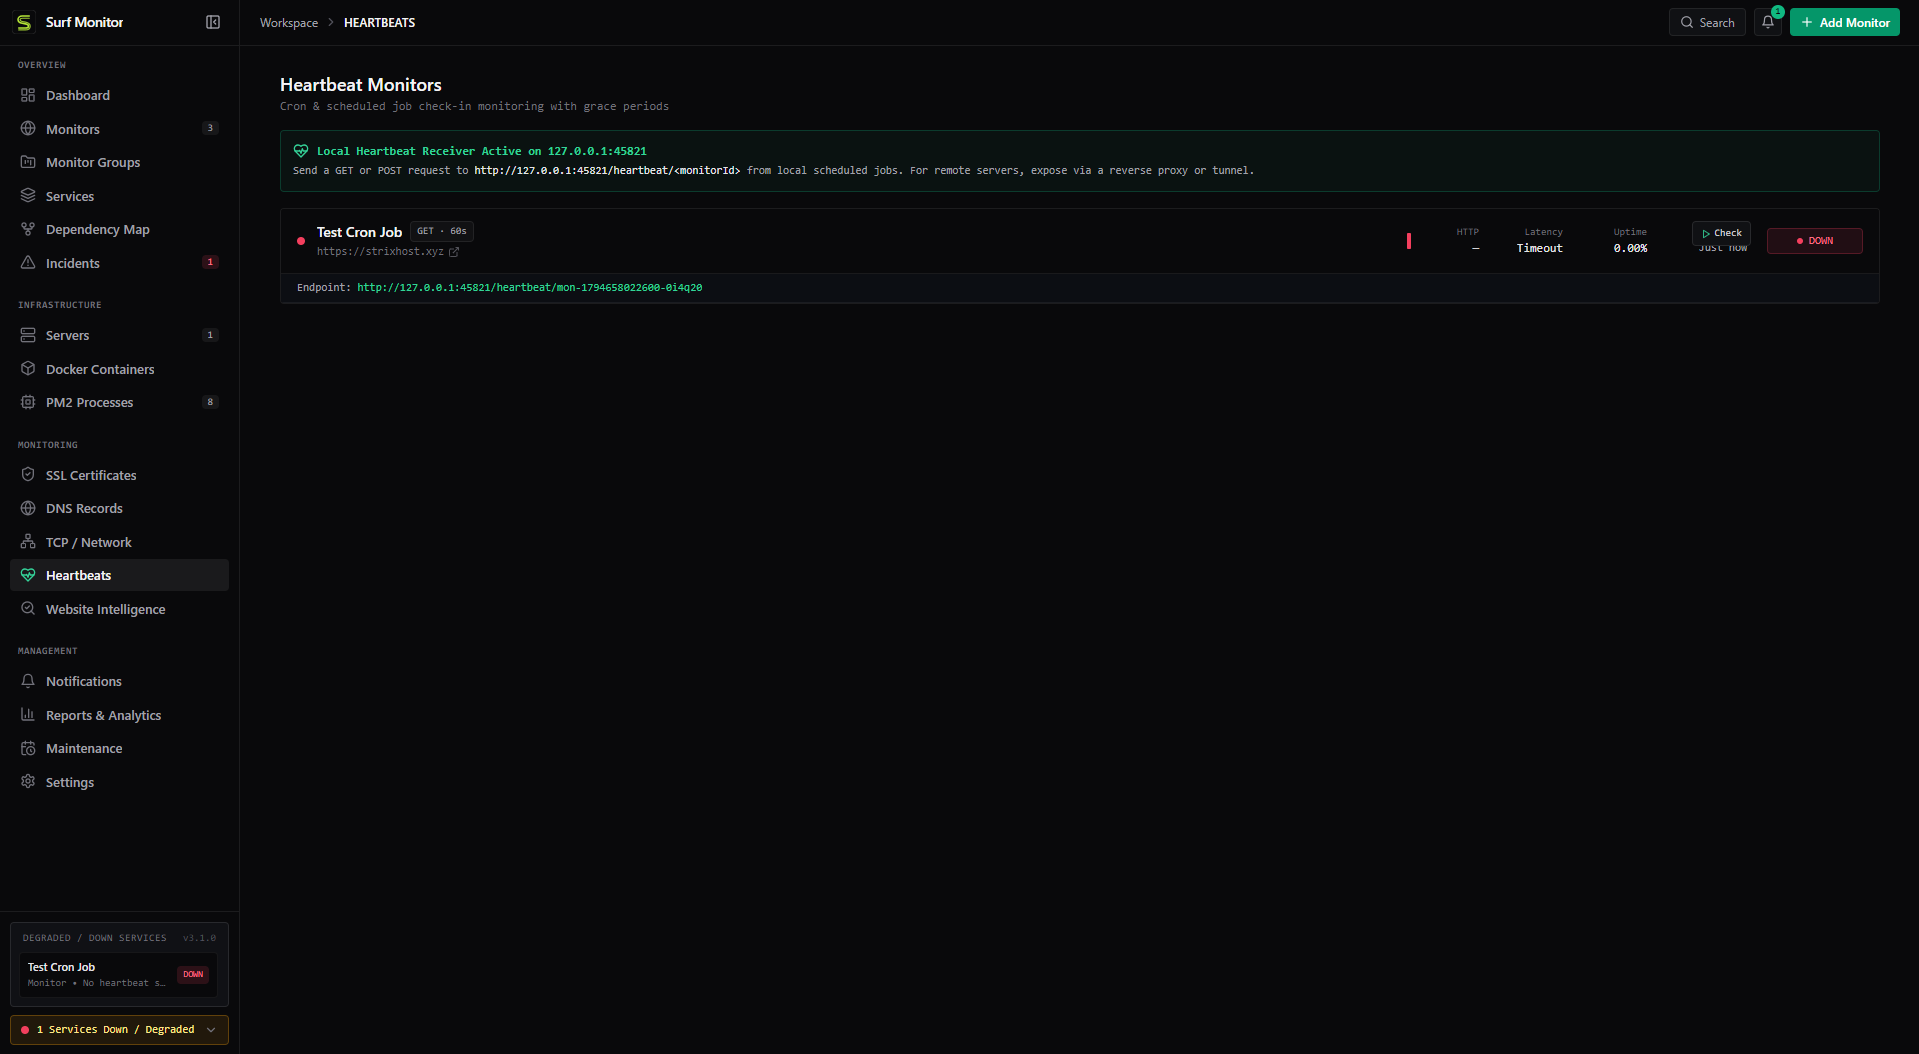 Surf Monitor
Workspace > HEARTBEATS
Search
1
+ Add Monitor
OVERVIEW
Dashboard
Monitors 3
Monitor Groups
Services
Dependency Map
Incidents 1
INFRASTRUCTURE
Servers 1
Docker Containers
PM2 Processes 8
MONITORING
SSL Certificates
DNS Records
TCP / Network
Heartbeats
Website Intelligence
MANAGEMENT
Notifications
Reports & Analytics
Maintenance
Settings
DEGRADED / DOWN SERVICES v3.1.0
Test Cron Job
Monitor • No heartbeat s…
DOWN
1 Services Down / Degraded
Heartbeat Monitors
Cron & scheduled job check-in monitoring with grace periods
Local Heartbeat Receiver Active on 127.0.0.1:45821
Send a GET or POST request to http://127.0.0.1:45821/heartbeat/<monitorId> from local scheduled jobs. For remote servers, expose via a reverse proxy or tunnel.
Test Cron Job GET · 60s
https://strixhost.xyz
HTTP
—
Latency
Timeout
Uptime
0.00%
Check
Just now
DOWN
Endpoint: http://127.0.0.1:45821/heartbeat/mon-1794658022600-0i4q20